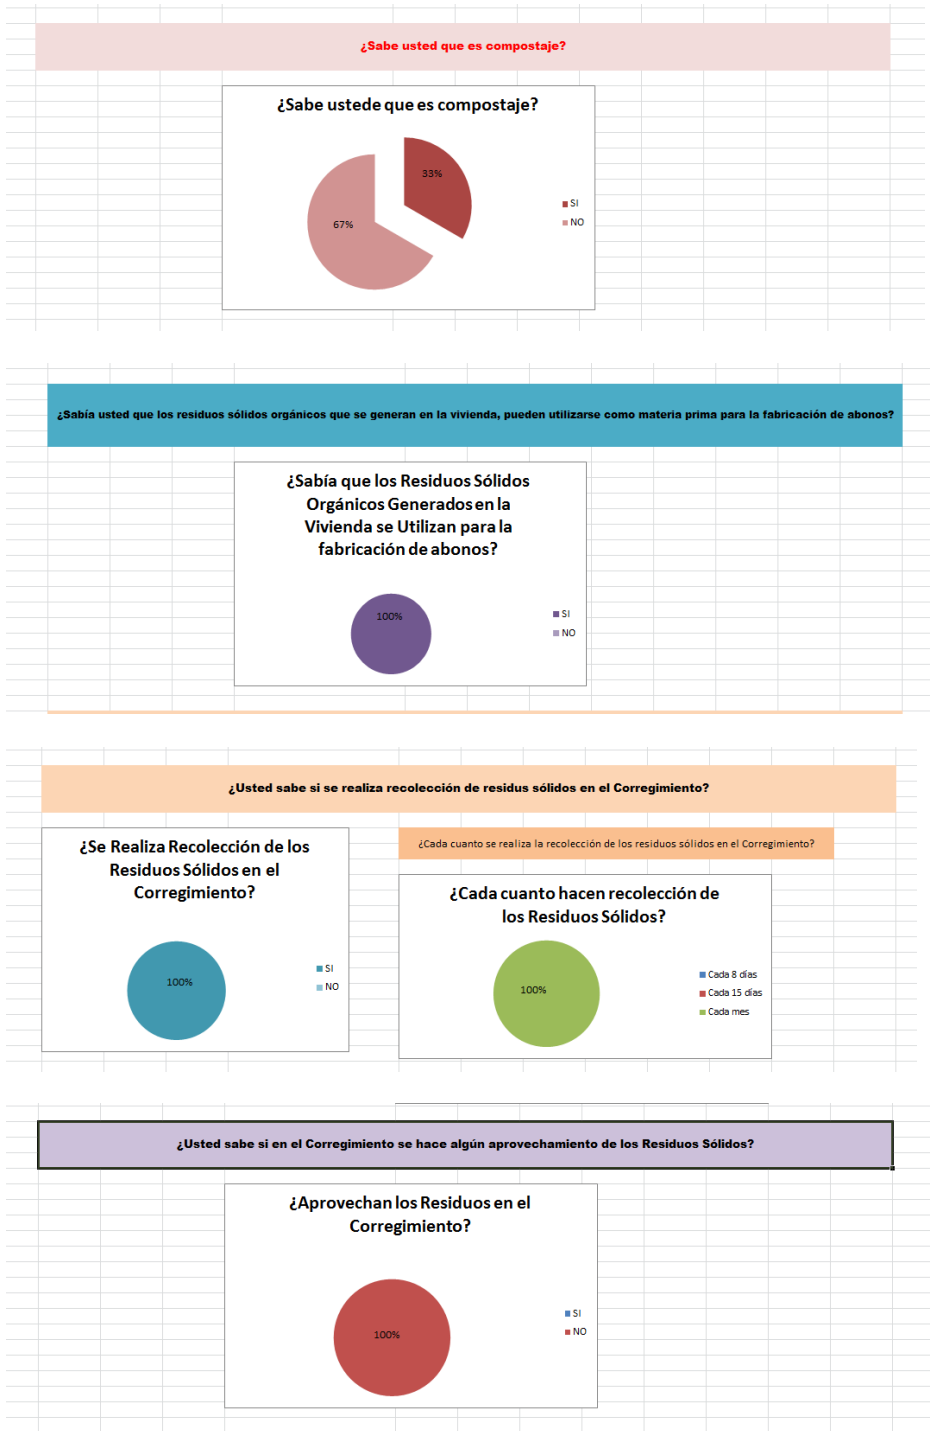 ¿Sabe usted que es compostaje?
¿Sabe ustede que es compostaje?
33%
67%
SI
NO
¿Sabía usted que los residuos sólidos orgánicos que se generan en la vivienda, pueden utilizarse como materia prima para la fabricación de abonos?
¿Sabía que los Residuos Sólidos
Orgánicos Generados en la
Vivienda se Utilizan para la
fabricación de abonos?
100%
SI
NO
¿Usted sabe si se realiza recolección de residus sólidos en el Corregimiento?
¿Se Realiza Recolección de los
Residuos Sólidos en el
Corregimiento?
100%
SI
NO
¿Cada cuanto se realiza la recolección de los residuos sólidos en el Corregimiento?
¿Cada cuanto hacen recolección de
los Residuos Sólidos?
100%
Cada 8 días
Cada 15 días
Cada mes
¿Usted sabe si en el Corregimiento se hace algún aprovechamiento de los Residuos Sólidos?
¿Aprovechan los Residuos en el
Corregimiento?
100%
SI
NO